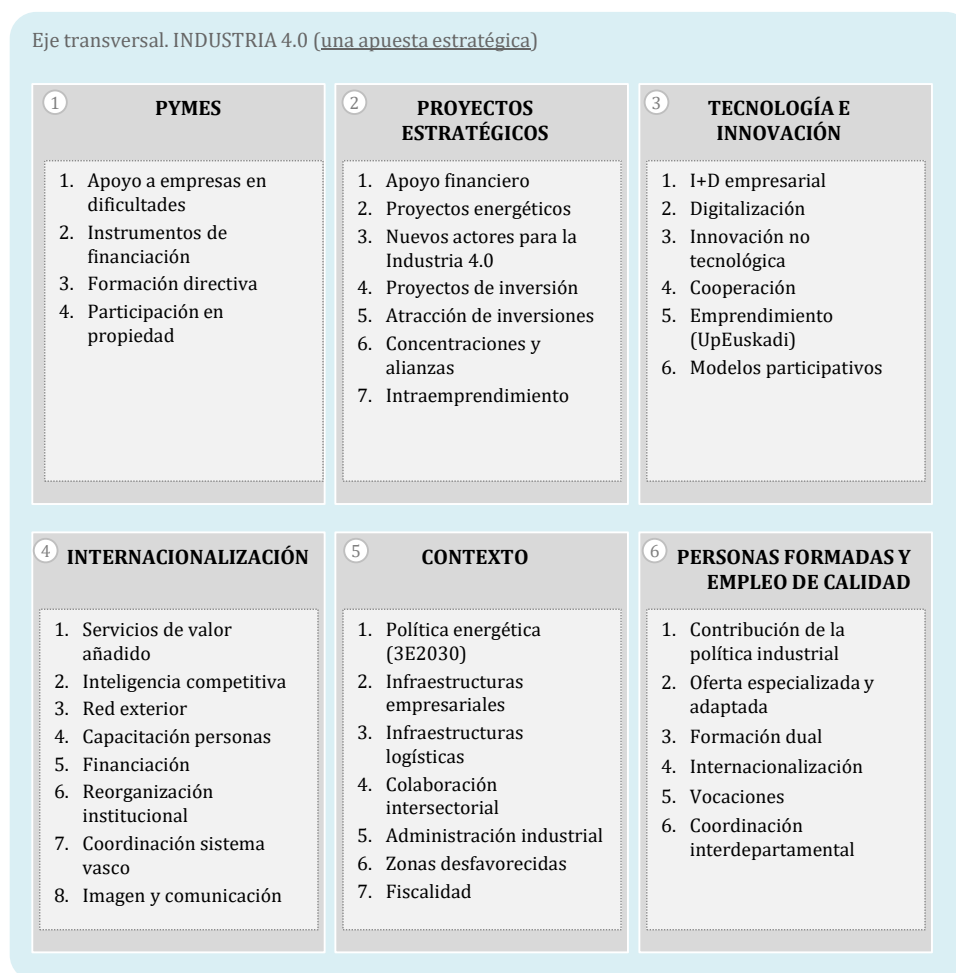 Eje transversal. INDUSTRIA 4.0 (una apuesta estratégica)
1
PYMES
1. Apoyo a empresas en
dificultades
2. Instrumentos de
financiación
3. Formación directiva
4. Participación en
propiedad
2
PROYECTOS
ESTRATÉGICOS
1. Apoyo financiero
2. Proyectos energéticos
3. Nuevos actores para la
Industria 4.0
4. Proyectos de inversión
5. Atracción de inversiones
6. Concentraciones y
alianzas
7. Intraemprendimiento
3
TECNOLOGÍA E
INNOVACIÓN
1. I+D empresarial
2. Digitalización
3. Innovación no
tecnológica
4. Cooperación
5. Emprendimiento
(UpEuskadi)
6. Modelos participativos
4
INTERNACIONALIZACIÓN
1. Servicios de valor
añadido
2. Inteligencia competitiva
3. Red exterior
4. Capacitación personas
5. Financiación
6. Reorganización
institucional
7. Coordinación sistema
vasco
8. Imagen y comunicación
5
CONTEXTO
1. Política energética
(3E2030)
2. Infraestructuras
empresariales
3. Infraestructuras
logísticas
4. Colaboración
intersectorial
5. Administración industrial
6. Zonas desfavorecidas
7. Fiscalidad
6
PERSONAS FORMADAS Y
EMPLEO DE CALIDAD
1. Contribución de la
política industrial
2. Oferta especializada y
adaptada
3. Formación dual
4. Internacionalización
5. Vocaciones
6. Coordinación
interdepartamental